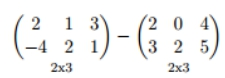 ( 2 1 3 ) − ( 2 0 4 )
( −4 2 1 ) ( 3 2 5 )
2x3 2x3